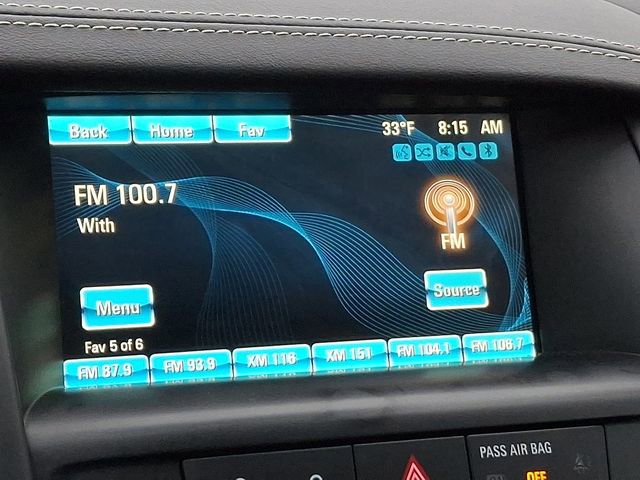 Back Home Fav 33°F 8:15 AM
FM 100.7
With
FM
Menu Source
Fav 5 of 6
FM 87.9 FM 93.9 XM 116 XM 151 FM 104.1 FM 106.7
PASS AIR BAG
OFF